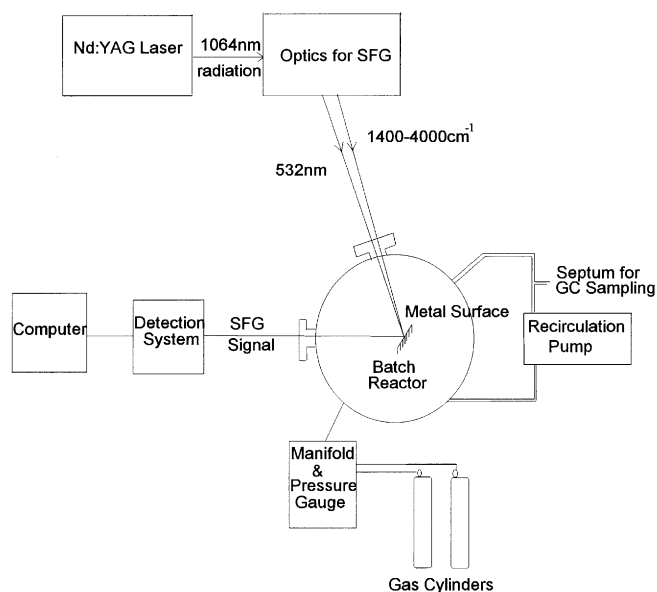 Nd:YAG Laser
1064nm
radiation
Optics for SFG
1400-4000cm-1
532nm
Septum for
GC Sampling
Metal Surface
Recirculation
Pump
Computer
Detection
System
SFG
Signal
Batch
Reactor
Manifold
&
Pressure
Gauge
Gas Cylinders